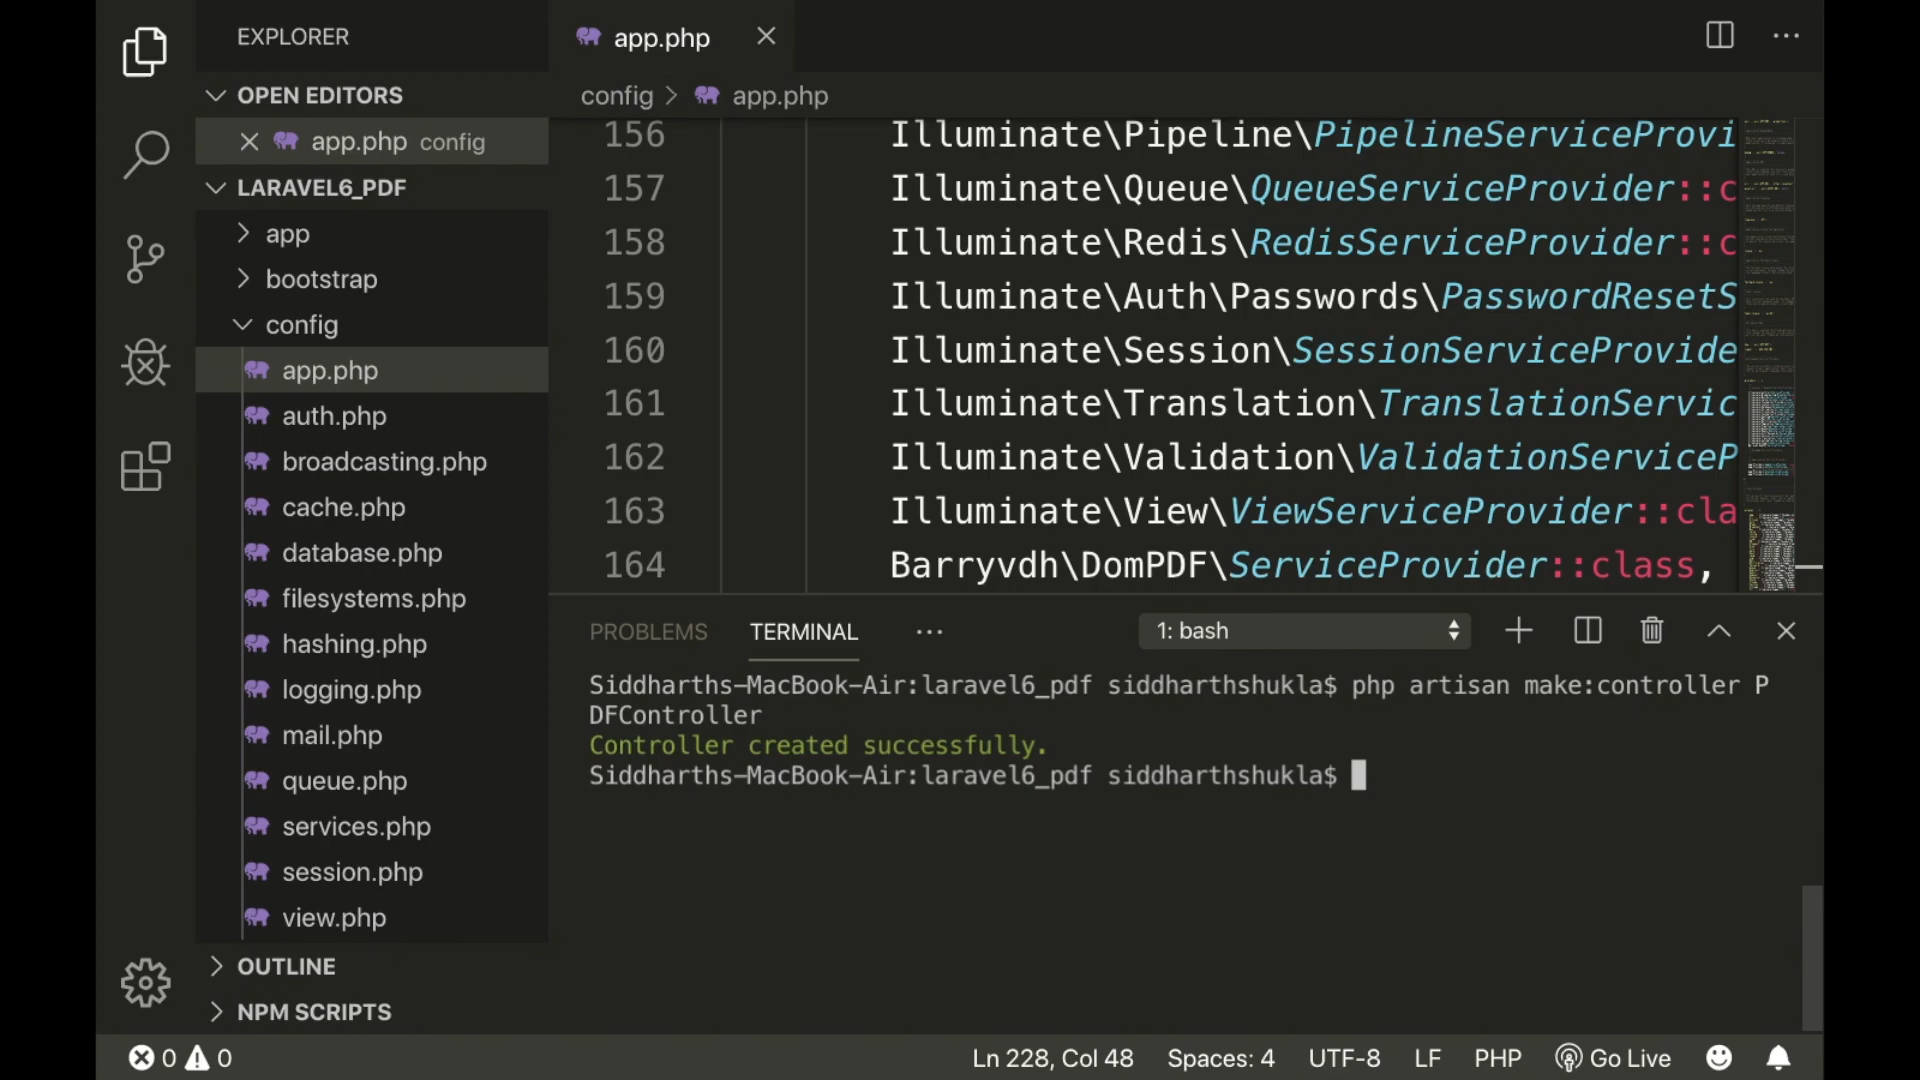 EXPLORER
OPEN EDITORS
app.php config
LARAVEL6_PDF
app
bootstrap
config
app.php
auth.php
broadcasting.php
cache.php
database.php
filesystems.php
hashing.php
logging.php
mail.php
queue.php
services.php
session.php
view.php
OUTLINE
NPM SCRIPTS
app.php
config > app.php
156 Illuminate\Pipeline\PipelineServiceProvi
157 Illuminate\Queue\QueueServiceProvider::c
158 Illuminate\Redis\RedisServiceProvider::c
159 Illuminate\Auth\Passwords\PasswordResetS
160 Illuminate\Session\SessionServiceProvide
161 Illuminate\Translation\TranslationServic
162 Illuminate\Validation\ValidationServiceP
163 Illuminate\View\ViewServiceProvider::cla
164 Barryvdh\DomPDF\ServiceProvider::class,
PROBLEMS TERMINAL ... 1: bash
Siddharths-MacBook-Air:laravel6_pdf siddharthshukla$ php artisan make:controller P
DFController
Controller created successfully.
Siddharths-MacBook-Air:laravel6_pdf siddharthshukla$
0 0 Ln 228, Col 48 Spaces: 4 UTF-8 LF PHP Go Live